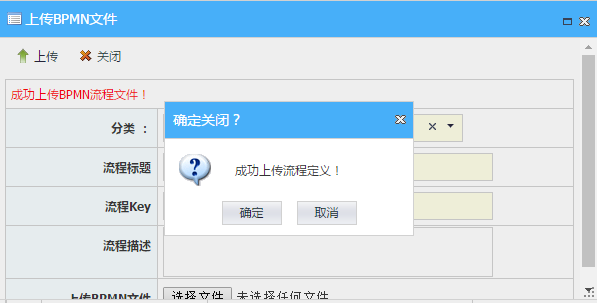 上传BPMN文件
上传 关闭
成功上传BPMN流程文件！
确定关闭？
分类 ：
成功上传流程定义！
流程标题
确定 取消
流程Key
流程描述
上传BPMN文件 选择文件 未选择任何文件